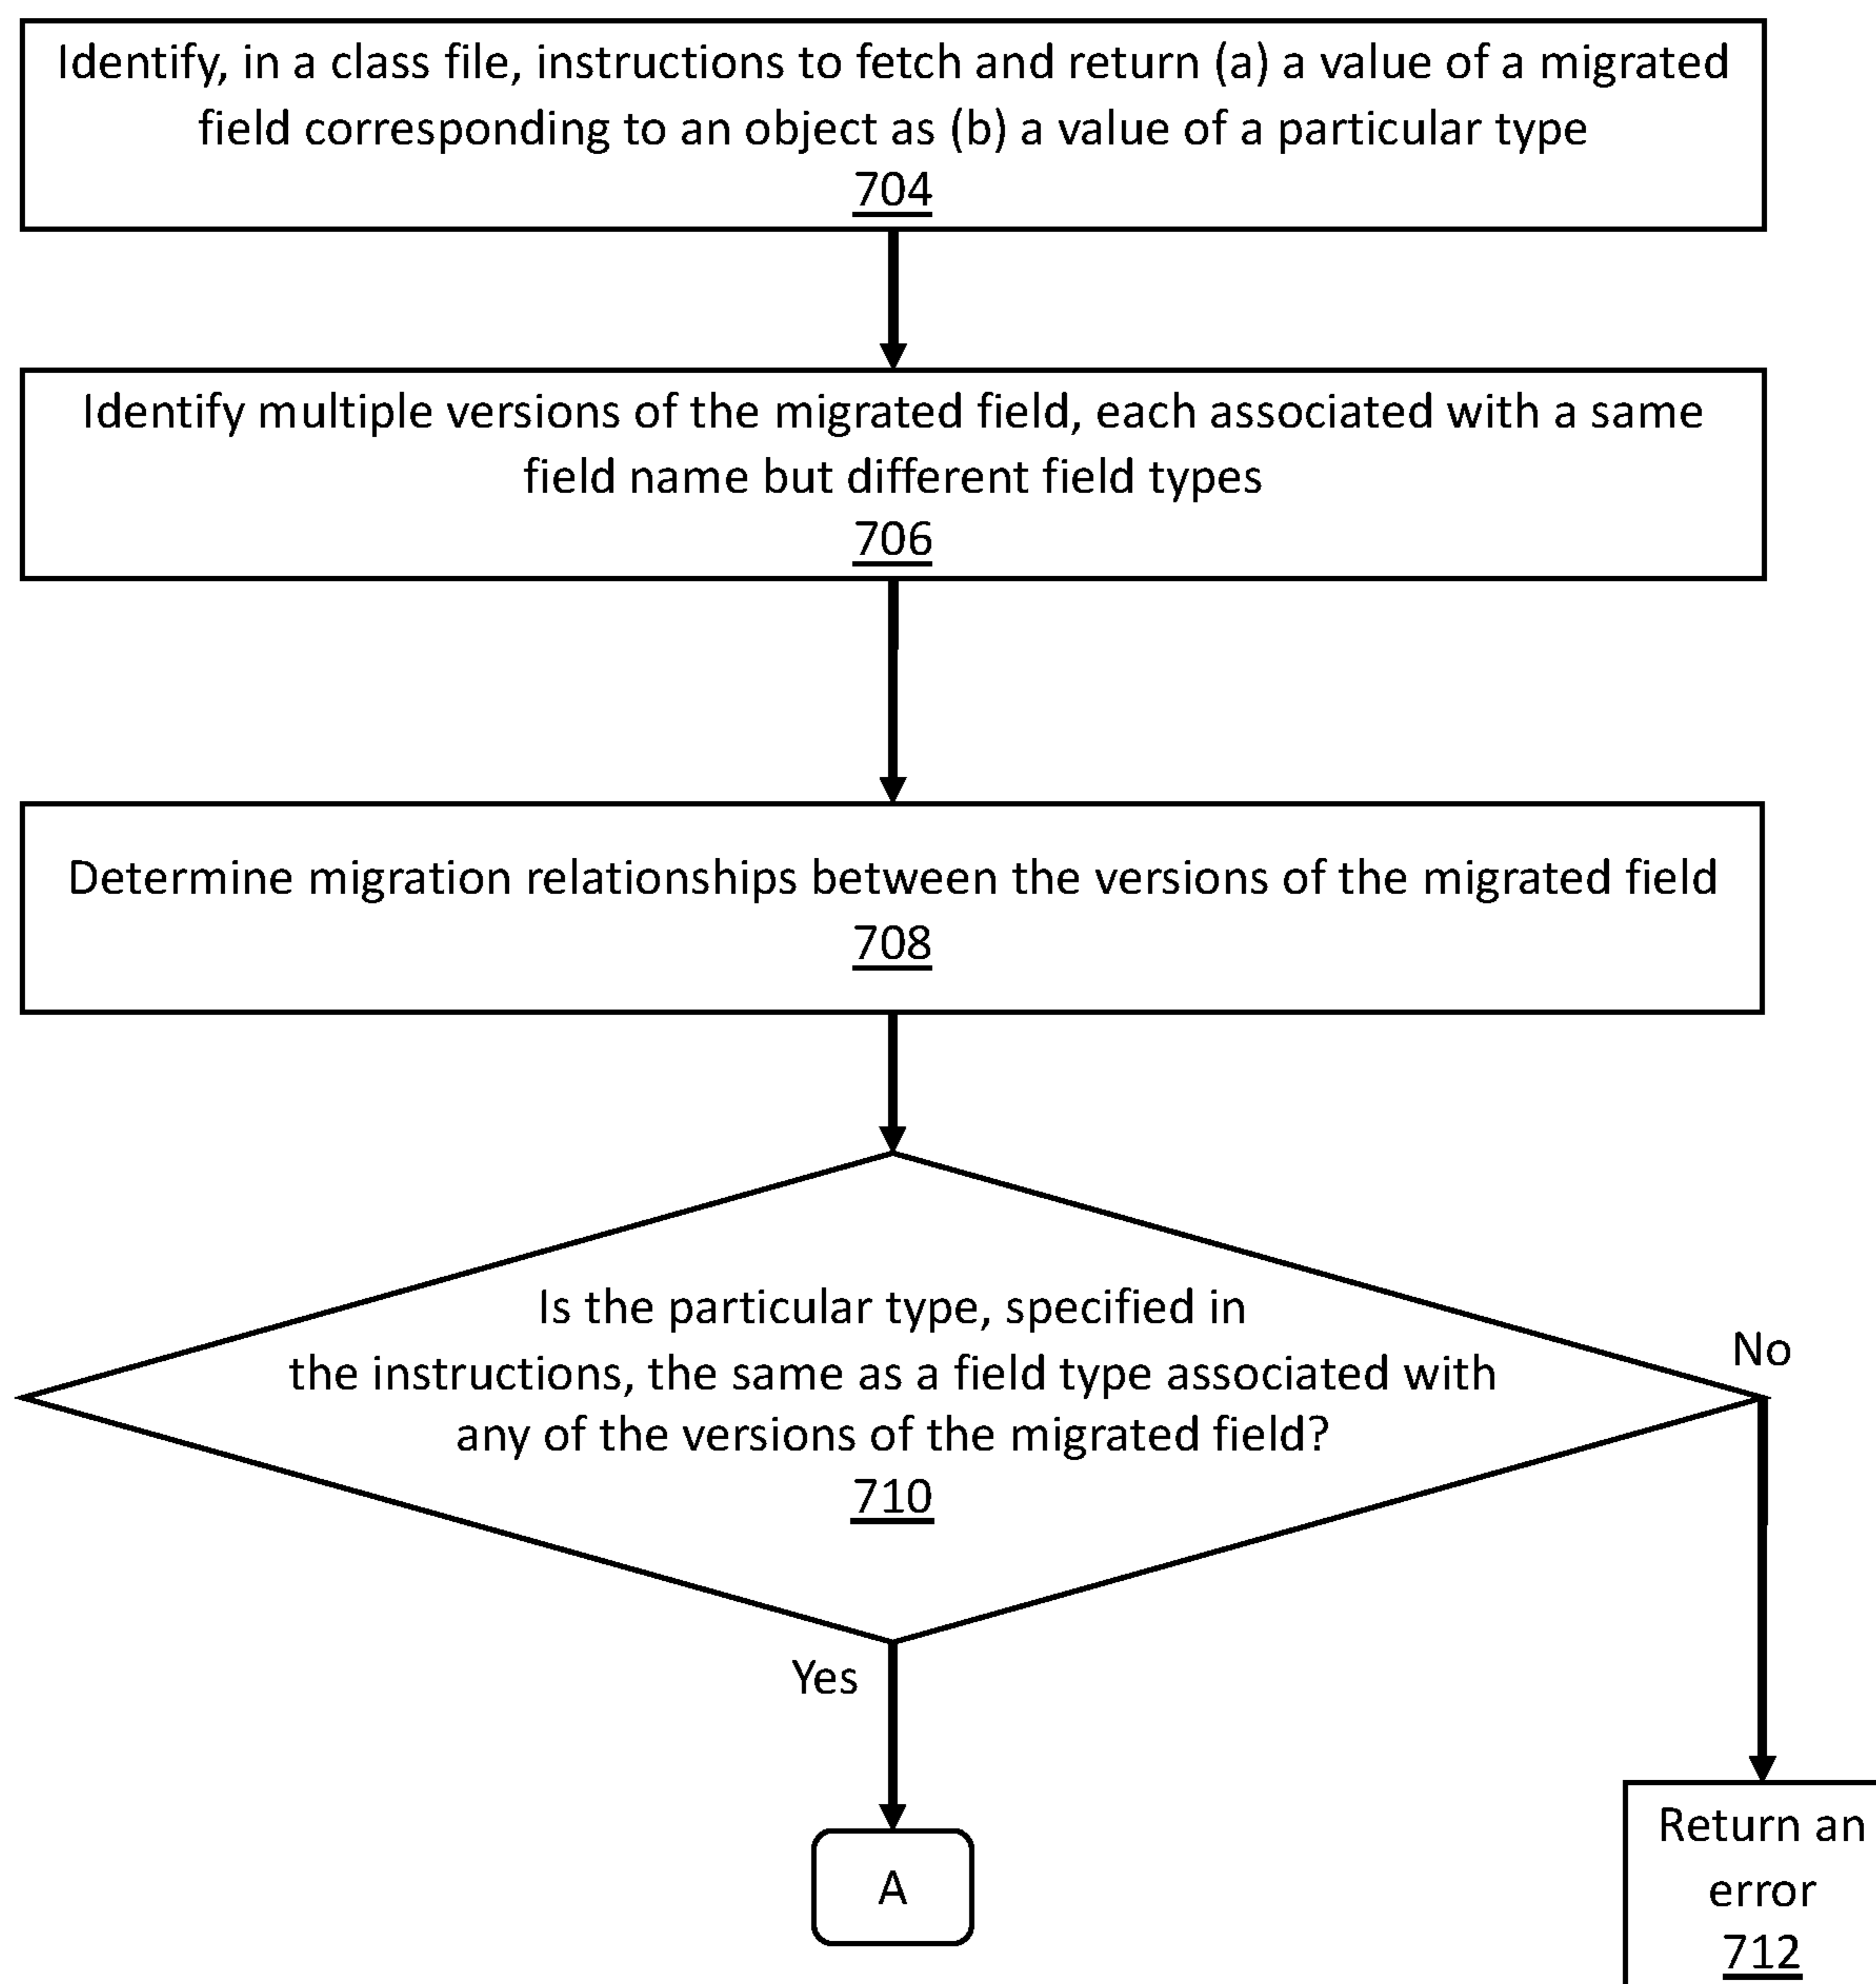 Identify, in a class file, instructions to fetch and return (a) a value of a migrated
field corresponding to an object as (b) a value of a particular type
704
Identify multiple versions of the migrated field, each associated with a same
field name but different field types
706
Determine migration relationships between the versions of the migrated field
708
Is the particular type, specified in
the instructions, the same as a field type associated with
any of the versions of the migrated field?
710
No
Yes
A
Return an
error
712